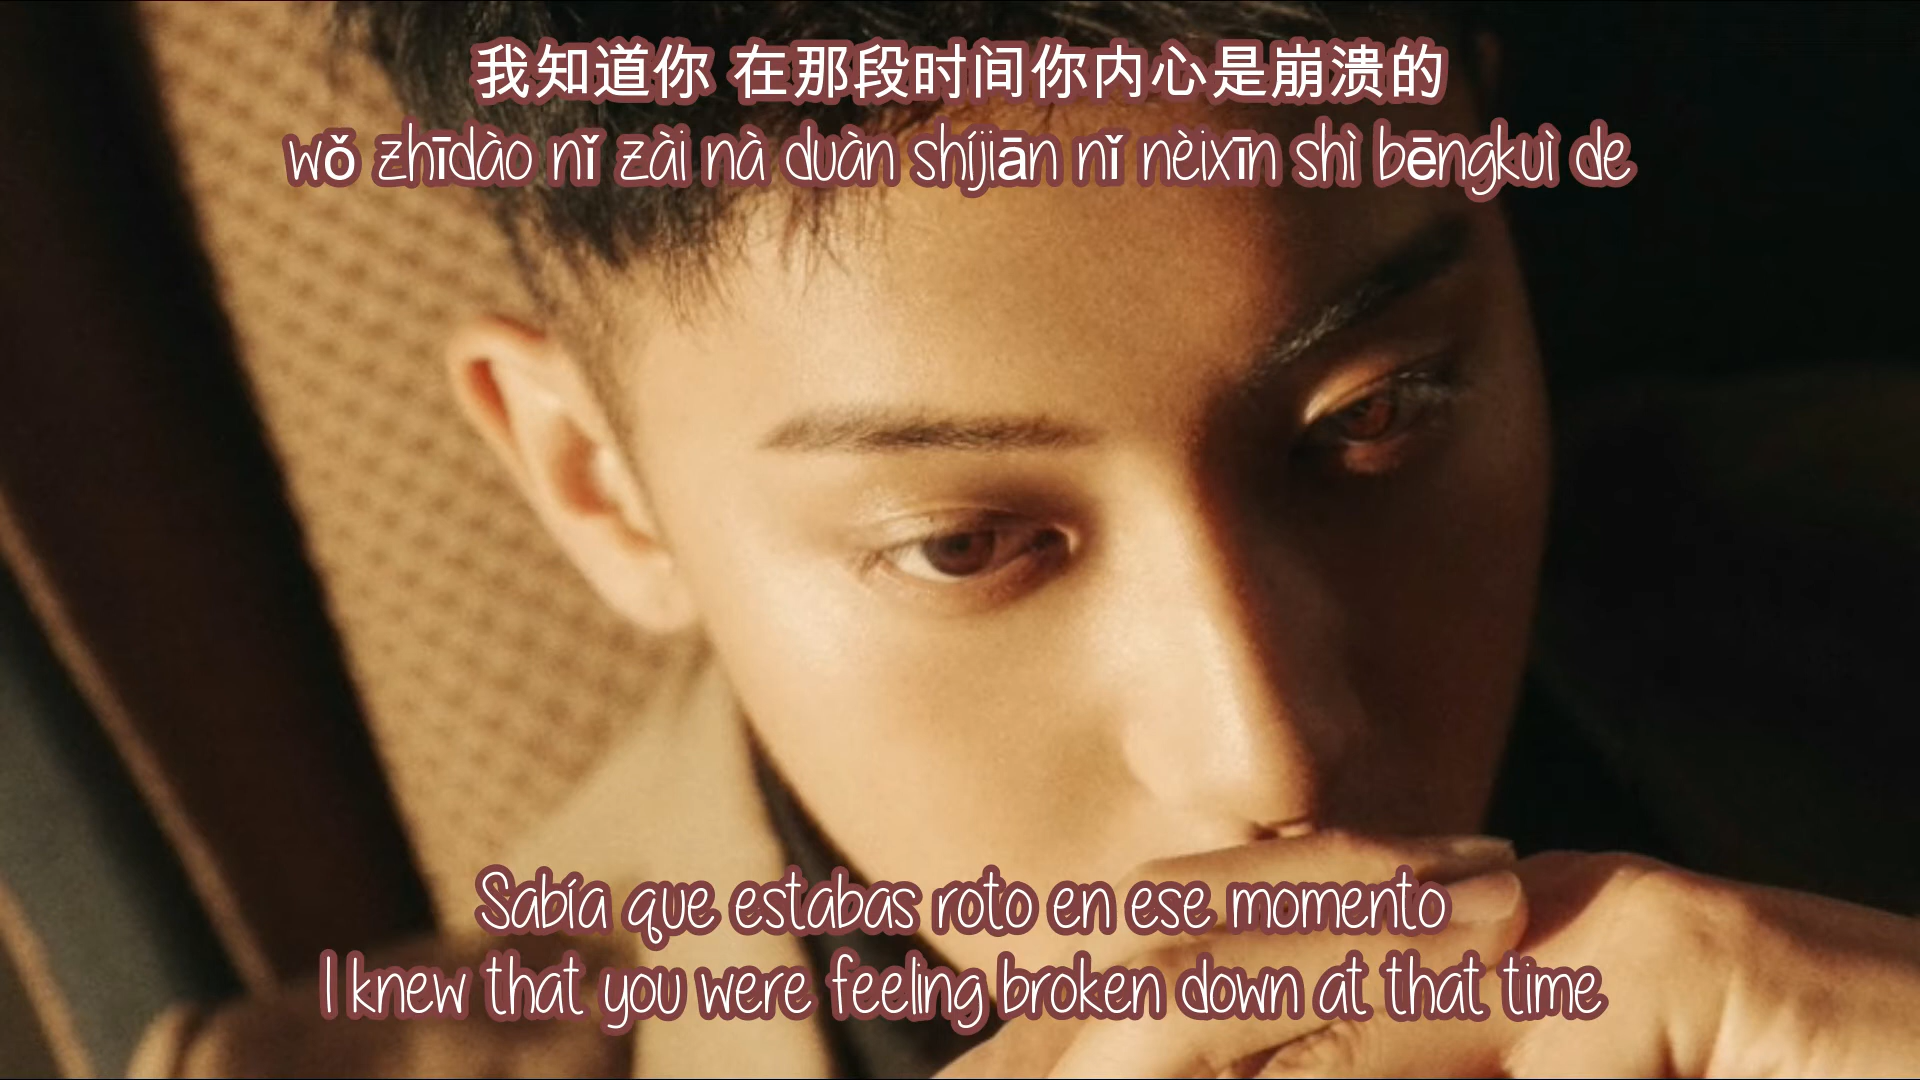 我知道你 在那段时间你内心是崩溃的
wǒ zhīdào nǐ zài nà duàn shíjiān nǐ nèixīn shì bēngkuì de
Sabía que estabas roto en ese momento
I knew that you were feeling broken down at that time